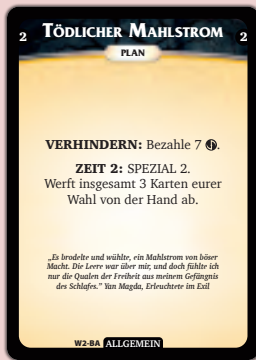 2 TÖDLICHER MAHLSTROM 2
PLAN
VERHINDERN: Bezahle 7 .
ZEIT 2: SPEZIAL 2.
Werft insgesamt 3 Karten eurer
Wahl von der Hand ab.
„Es brodelte und wühlte, ein Mahlstrom von böser
Macht. Die Leere war über mir, und doch fühlte ich
nur die Qualen der Freiheit aus meinem Gefängnis
des Schlafes.” Yan Magda, Erleuchtete im Exil
W2-BA ALLGEMEIN